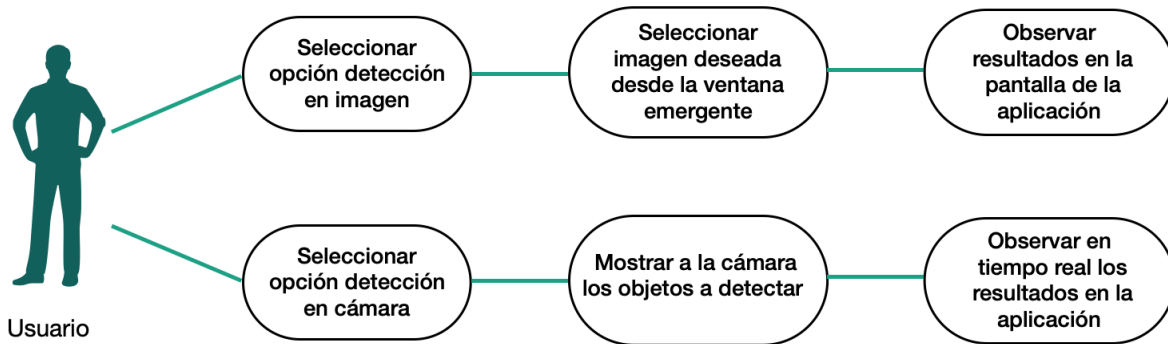 Seleccionar
opción detección
en imagen
Seleccionar
imagen deseada
desde la ventana
emergente
Observar
resultados en la
pantalla de la
aplicación
Seleccionar
opción detección
en cámara
Mostrar a la cámara
los objetos a detectar
Observar en
tiempo real los
resultados en la
aplicación
Usuario